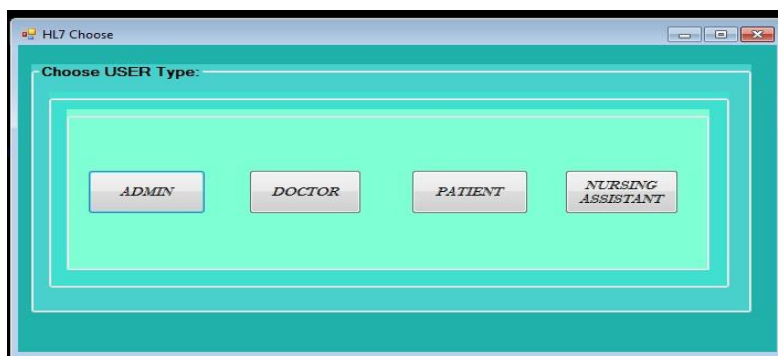 HL7 Choose
Choose USER Type:
ADMIN
DOCTOR
PATIENT
NURSING
ASSISTANT